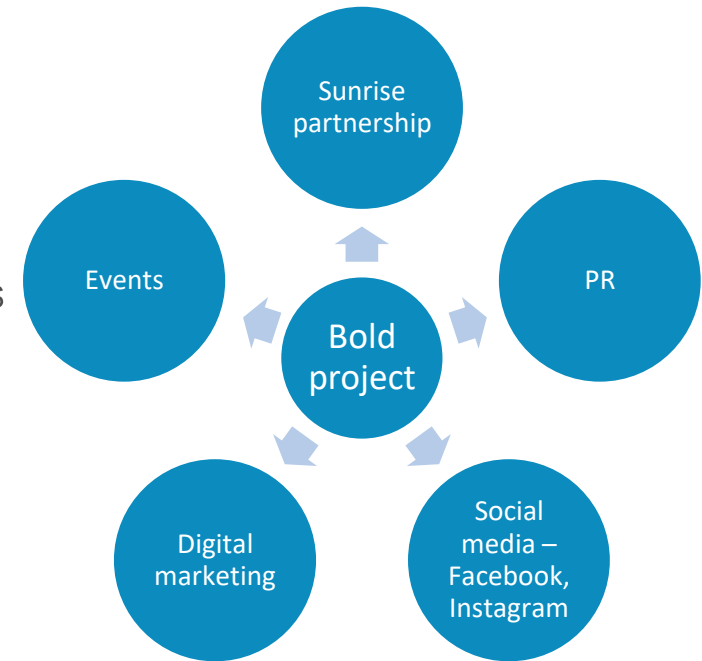 Sunrise
partnership
Events
s
PR
Bold
project
Digital
marketing
Social
media –
Facebook,
Instagram